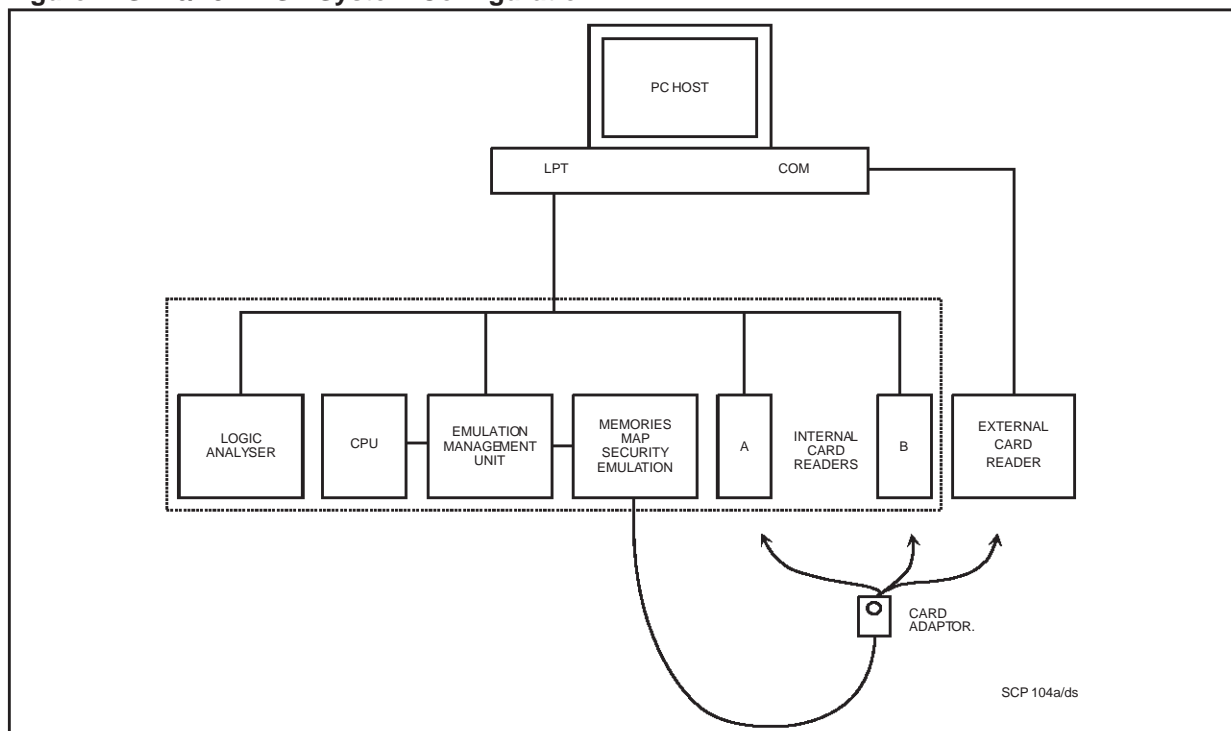 PC HOST
LPT COM
LOGIC
ANALYSER
CPU
EMULATION
MANAGEMENT
UNIT
MEMORIES
MAP
SECURITY
EMULATION
A
INTERNAL
CARD
READERS
B
EXTERNAL
CARD
READER
CARD
ADAPTOR.
SCP 104a/ds